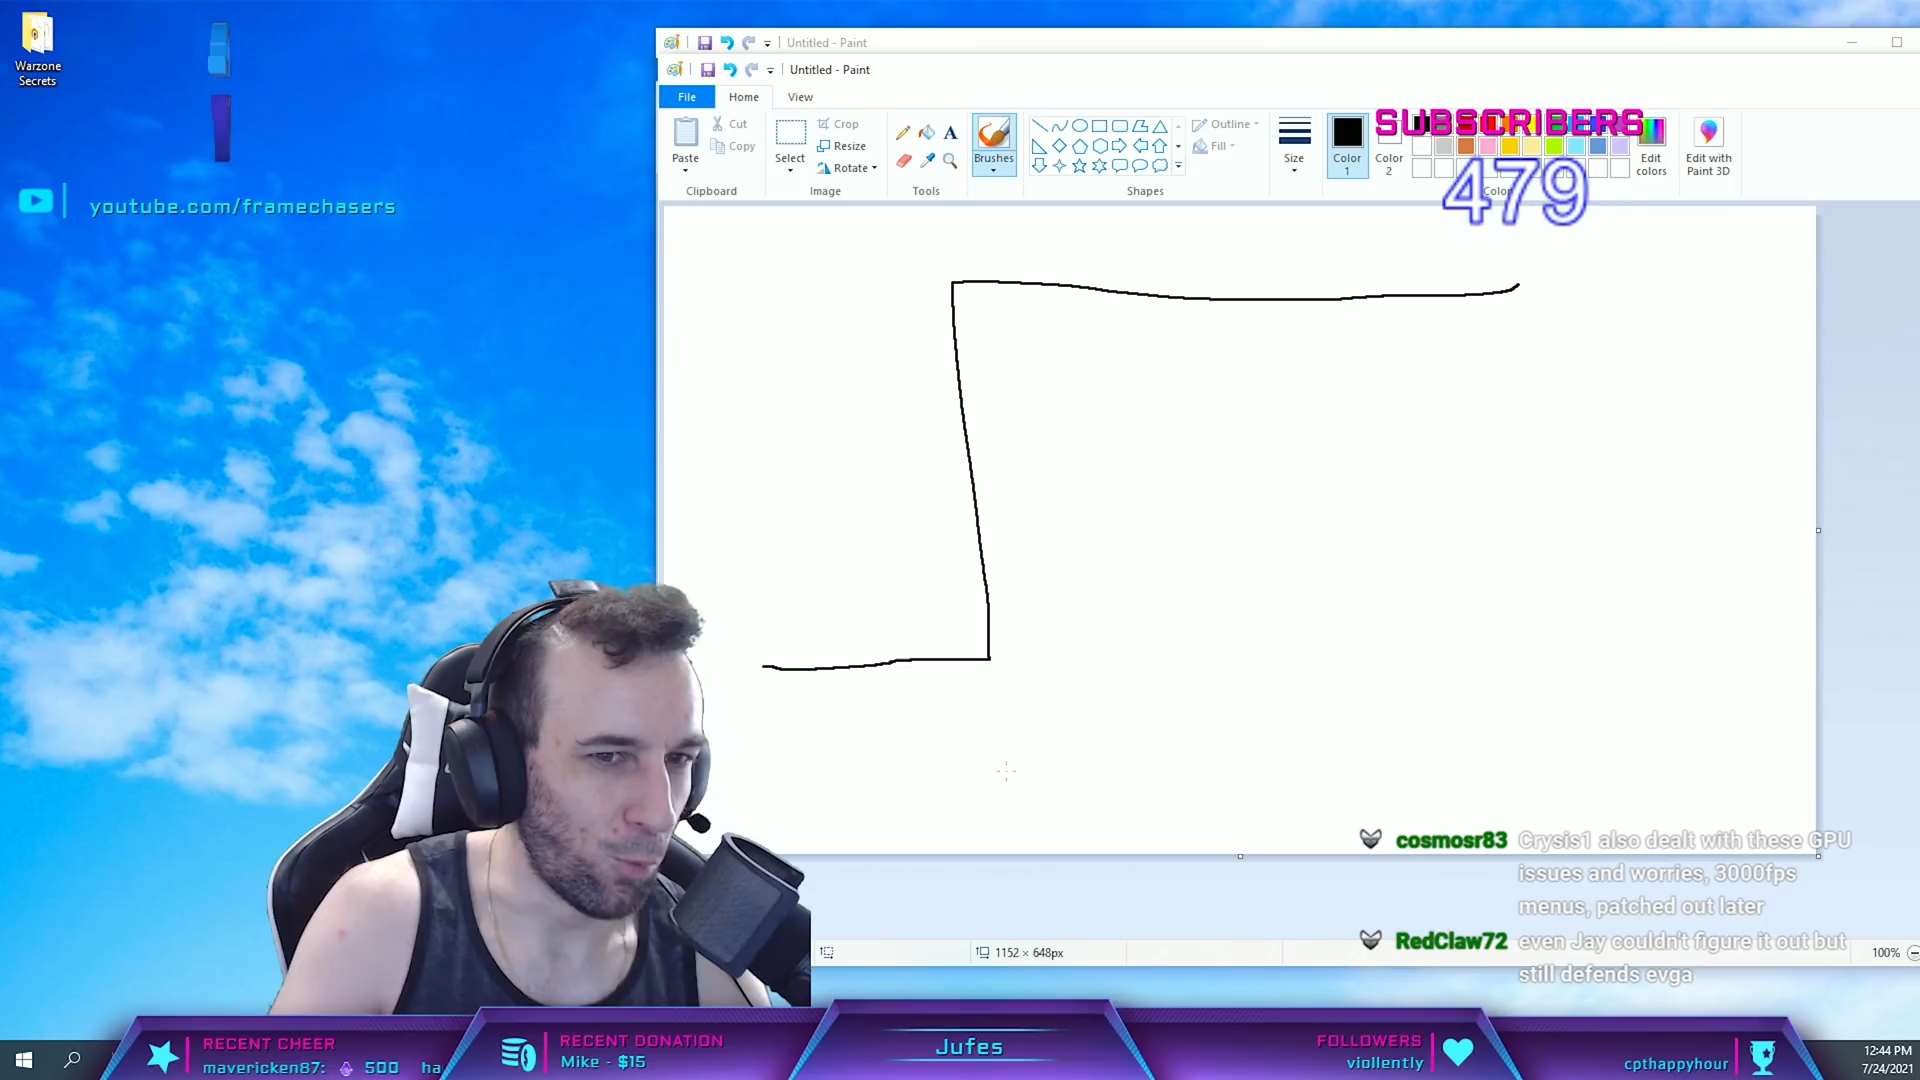 Warzone
Secrets
Untitled - Paint
Untitled - Paint
File Home View
Paste
Cut
Copy
Clipboard
Select
Crop
Resize
Rotate
Image
A
Tools
Brushes
Outline
Fill
Shapes
Size
Color
1
Color
2
Edit
colors
Edit with
Paint 3D
SUBSCRIBERS
479
youtube.com/framechasers
cosmosr83 Crysis1 also dealt with these GPU
issues and worries, 3000fps
menus, patched out later
RedClaw72 even Jay couldn't figure it out but
still defends evga
1152 × 648px
100%
RECENT CHEER
mavericken87: 500 ha
RECENT DONATION
Mike - $15
Jufes
FOLLOWERS
viollently
cpthappyhour
12:44 PM
7/24/2021